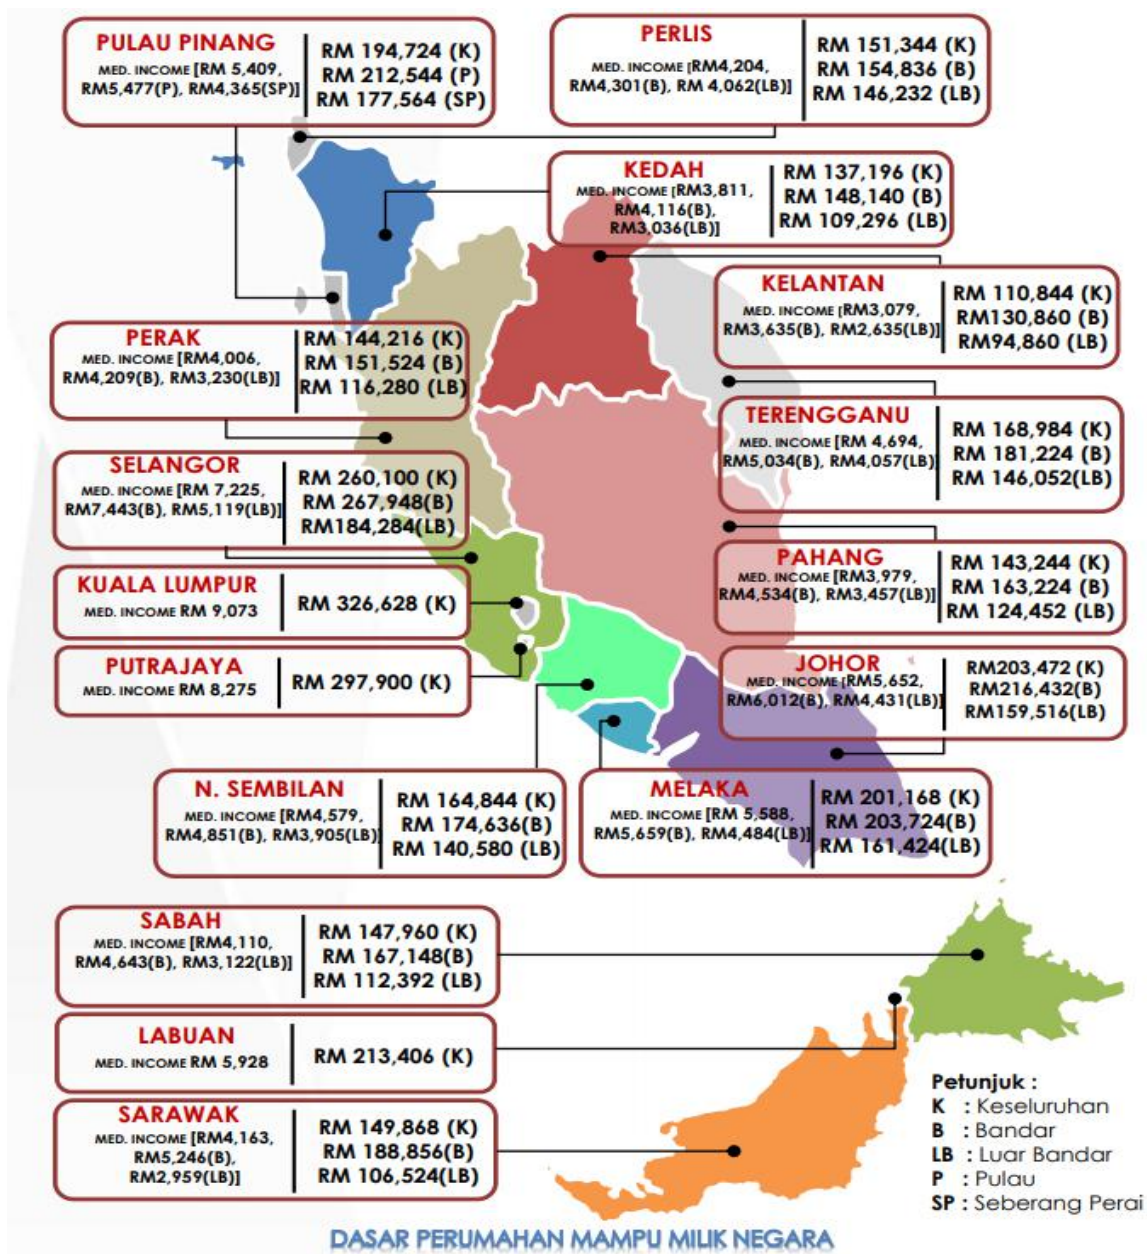 PULAU PINANG
MED. INCOME [RM 5,409,
RM5,477(P), RM4,365(SP)]
RM 194,724 (K)
RM 212,544 (P)
RM 177,564 (SP)
PERLIS
MED. INCOME [RM4,204,
RM4,301(B), RM 4,062(LB)]
RM 151,344 (K)
RM 154,836 (B)
RM 146,232 (LB)
KEDAH
MED. INCOME [RM3,811,
RM4,116(B),
RM3,036(LB)]
RM 137,196 (K)
RM 148,140 (B)
RM 109,296 (LB)
KELANTAN
MED. INCOME [RM3,079,
RM3,635(B), RM2,635(LB)]
RM 110,844 (K)
RM130,860 (B)
RM94,860 (LB)
PERAK
MED. INCOME [RM4,006,
RM4,209(B), RM3,230(LB)]
RM 144,216 (K)
RM 151,524 (B)
RM 116,280 (LB)
TERENGGANU
MED. INCOME [RM 4,694,
RM5,034(B), RM4,057(LB)
RM 168,984 (K)
RM 181,224 (B)
RM 146,052(LB)
SELANGOR
MED. INCOME [RM 7,225,
RM7,443(B), RM5,119(LB)]
RM 260,100 (K)
RM 267,948(B)
RM184,284(LB)
PAHANG
MED. INCOME [RM3,979,
RM4,534(B), RM3,457(LB)]
RM 143,244 (K)
RM 163,224 (B)
RM 124,452 (LB)
KUALA LUMPUR
MED. INCOME RM 9,073
RM 326,628 (K)
PUTRAJAYA
MED. INCOME RM 8,275
RM 297,900 (K)
JOHOR
MED. INCOME [RM5,652,
RM6,012(B), RM4,431(LB)]
RM203,472 (K)
RM216,432(B)
RM159,516(LB)
N. SEMBILAN
MED. INCOME [RM4,579,
RM4,851(B), RM3,905(LB)]
RM 164,844 (K)
RM 174,636(B)
RM 140,580 (LB)
MELAKA
MED. INCOME [RM 5,588,
RM5,659(B), RM4,484(LB)]
RM 201,168 (K)
RM 203,724(B)
RM 161,424(LB)
SABAH
MED. INCOME [RM4,110,
RM4,643(B), RM3,122(LB)]
RM 147,960 (K)
RM 167,148(B)
RM 112,392 (LB)
LABUAN
MED. INCOME RM 5,928
RM 213,406 (K)
SARAWAK
MED. INCOME [RM4,163,
RM5,246(B),
RM2,959(LB)]
RM 149,868 (K)
RM 188,856(B)
RM 106,524(LB)
Petunjuk :
K : Keseluruhan
B : Bandar
LB : Luar Bandar
P : Pulau
SP : Seberang Perai
DASAR PERUMAHAN MAMPU MILIK NEGARA